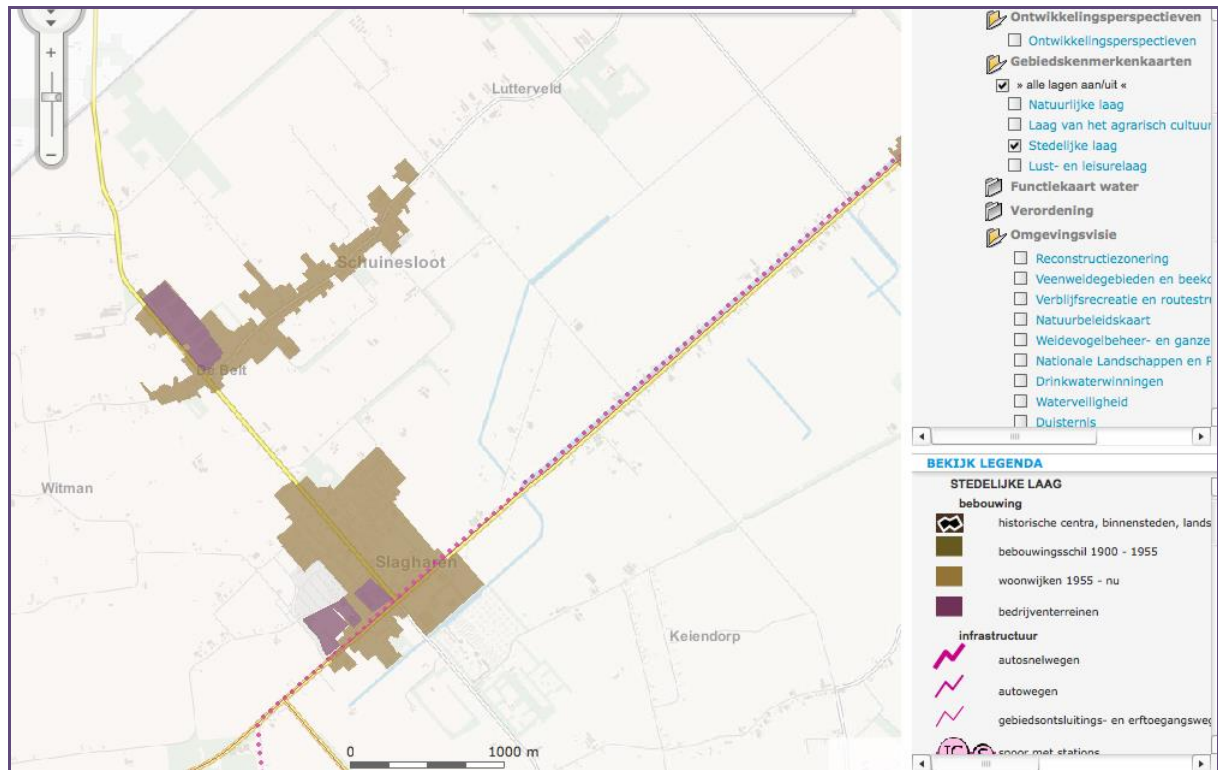 Lutterveld
Schuinesloot
De Belt
Witman
Slagharen
Keiendorp
0 1000 m
Ontwikkelingsperspectieven
Ontwikkelingsperspectieven
Gebiedskenmerkenkaarten
» alle lagen aan/uit «
Natuurlijke laag
Laag van het agrarisch cultuur
Stedelijke laag
Lust- en leisurelaag
Functiekaart water
Verordening
Omgevingsvisie
Reconstructiezonering
Veenweidegebieden en beekd
Verblijfsrecreatie en routestru
Natuurbeleidskaart
Weidevogelbeheer- en ganze
Nationale Landschappen en P
Drinkwaterwinningen
Waterveiligheid
Duisternis
BEKIJK LEGENDA
STEDELIJKE LAAG
bebouwing
historische centra, binnensteden, lands
bebouwingsschil 1900 - 1955
woonwijken 1955 - nu
bedrijventerreinen
infrastructuur
autosnelwegen
autowegen
gebiedsontsluitings- en erftoegangsweg
IC S spoor met stations